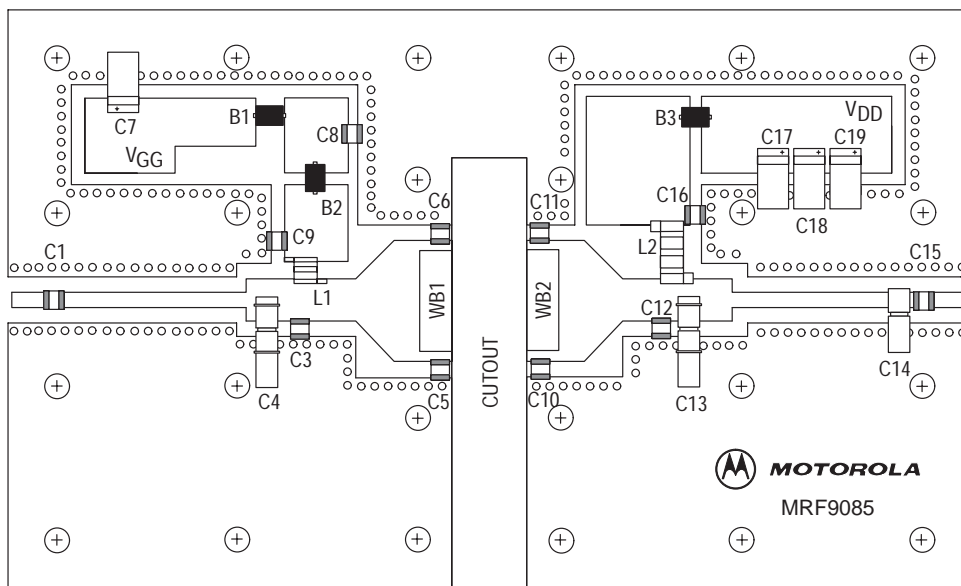 C7
VGG
B1
C8
B2
C9
L1
C1
C6
C11
C3
C4
C5
C10
WB1
WB2
CUTOUT
B3
VDD
C17
C19
C18
C16
L2
C15
C12
C13
C14
MOTOROLA
MRF9085